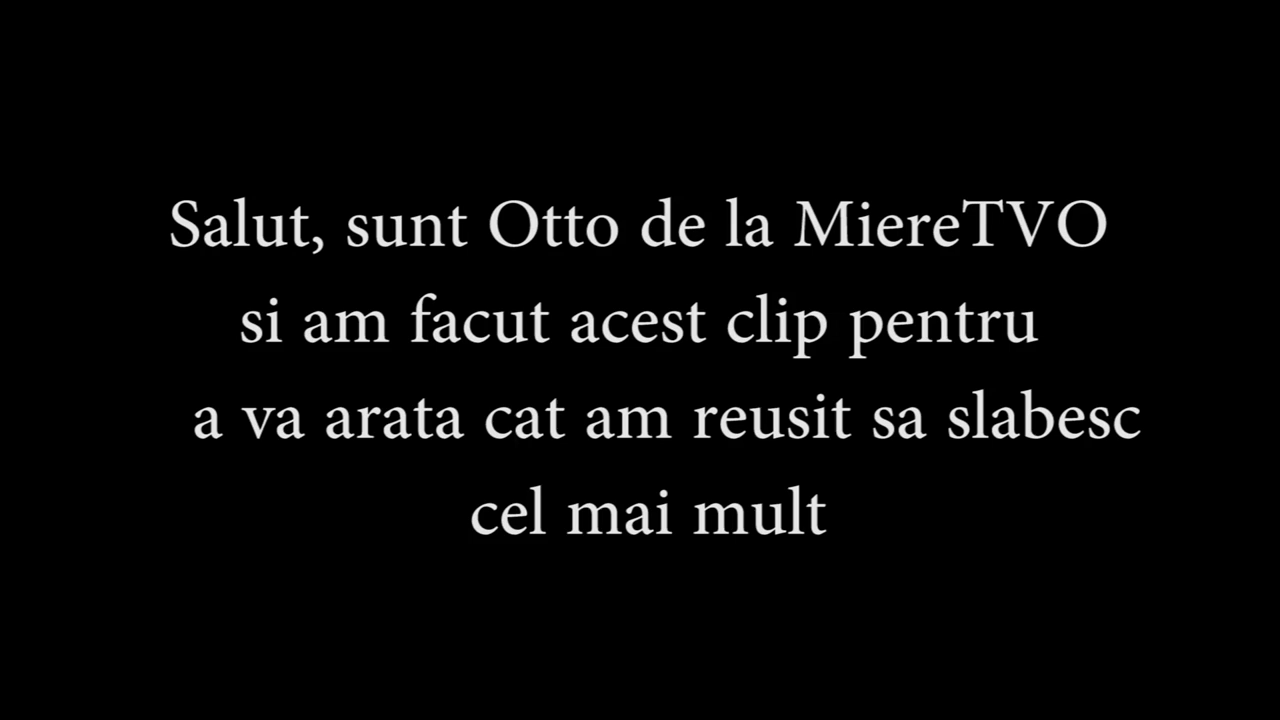 Salut, sunt Otto de la MiereTVO
si am facut acest clip pentru
a va arata cat am reusit sa slabesc
cel mai mult